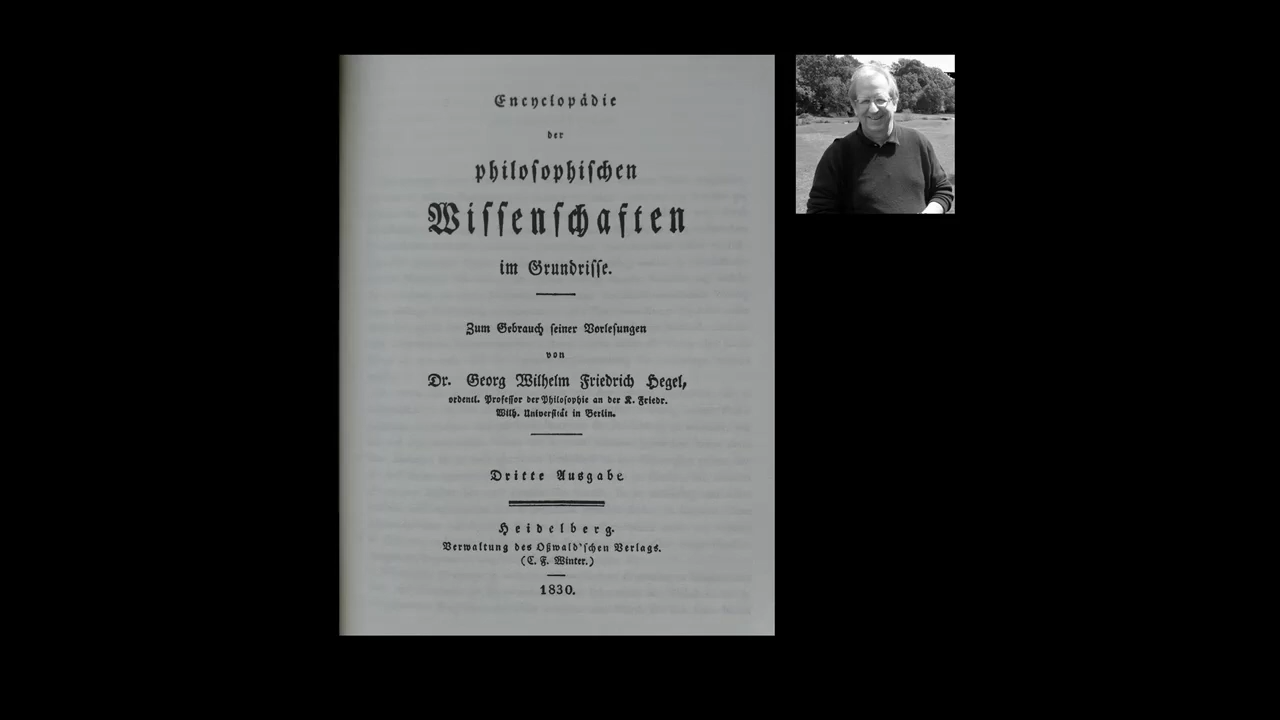 Encyclopädie
der
philoſophiſchen
Wiſſenſchaften
im Grundriſſe.
Zum Gebrauch ſeiner Vorleſungen
von
Dr. Georg Wilhelm Friedrich Hegel,
ordentl. Profeſſor der Philoſophie an der K. Friedr.
Wilh. Univerſität in Berlin.
Dritte Ausgabe
Heidelberg.
Verwaltung des Oßwald'ſchen Verlags.
(C. F. Winter.)
1830.